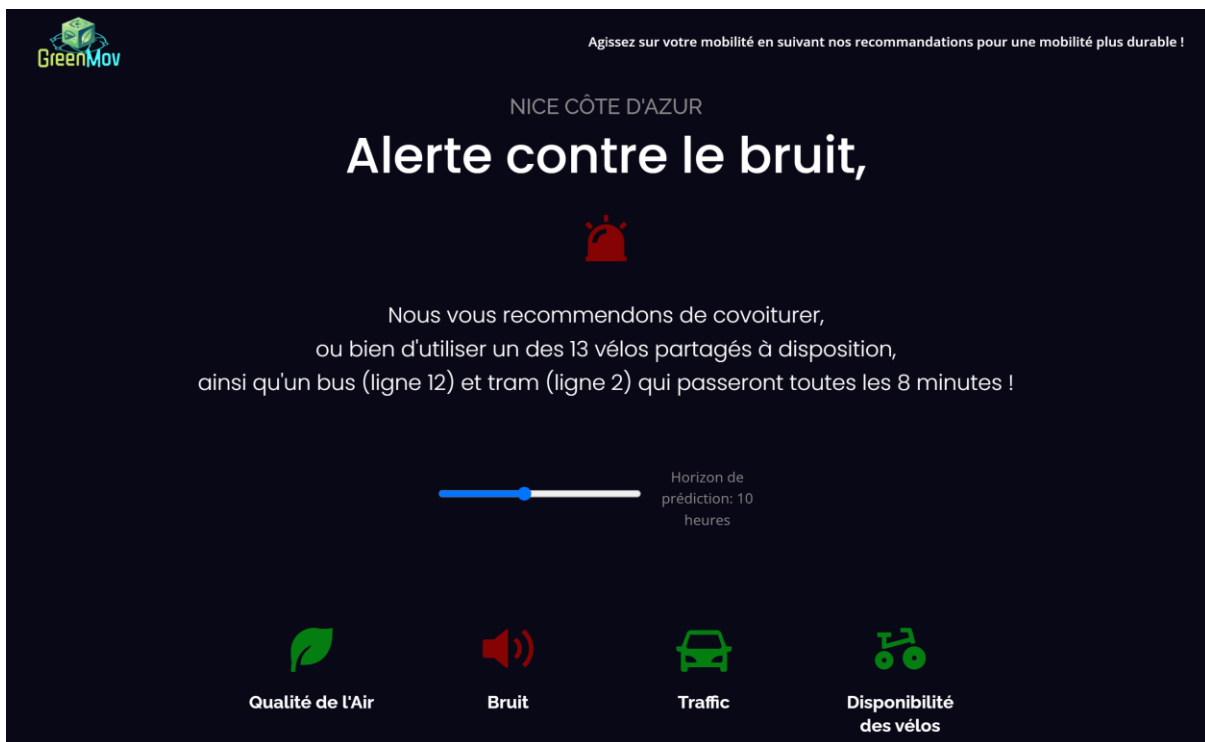 GreenMov
Agissez sur votre mobilité en suivant nos recommandations pour une mobilité plus durable !
NICE CÔTE D'AZUR
Alerte contre le bruit,
Nous vous recommendons de covoiturer,
ou bien d'utiliser un des 13 vélos partagés à disposition,
ainsi qu'un bus (ligne 12) et tram (ligne 2) qui passeront toutes les 8 minutes !
Horizon de
prédiction: 10
heures
Qualité de l'Air
Bruit
Traffic
Disponibilité
des vélos